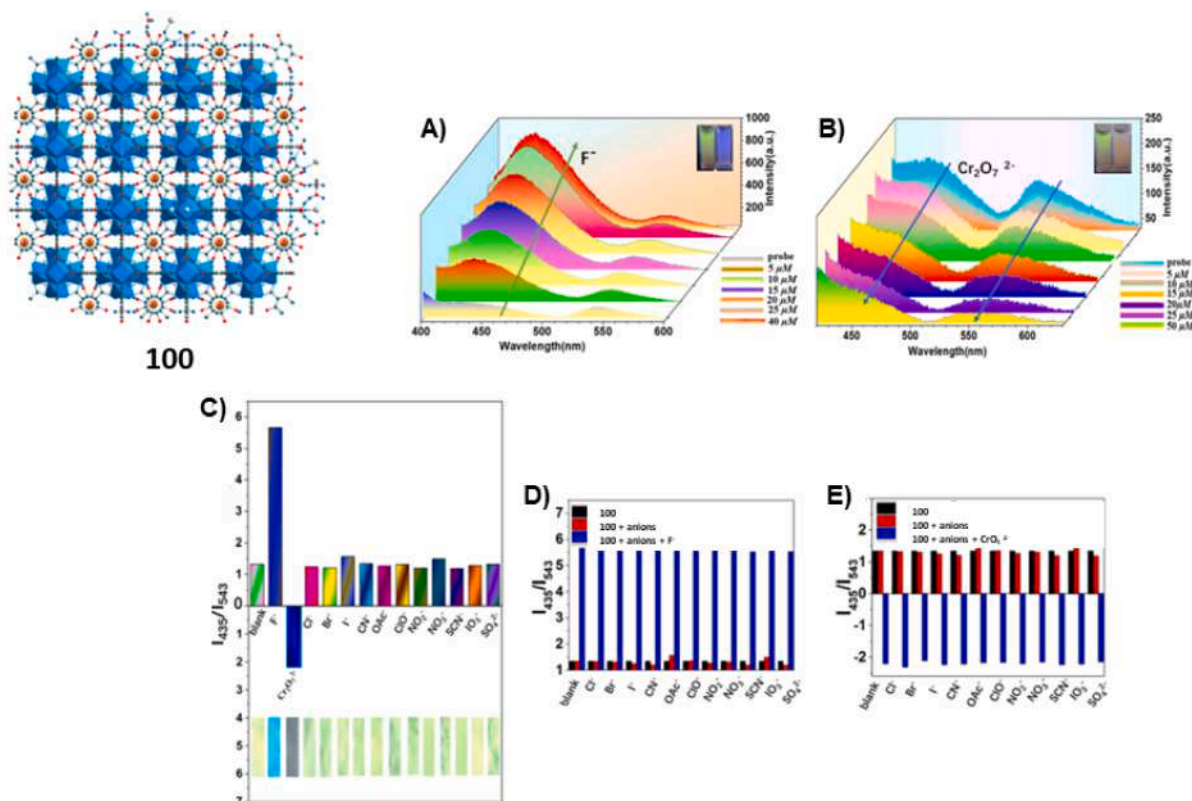 100
A)
F⁻
1000
800
600
400
200
Intensity(a.u.)
probe
5 μM
10 μM
15 μM
20 μM
25 μM
40 μM
400
450
500
550
600
Wavelength(nm)
B)
Cr₂O₇ ²⁻
250
200
150
100
50
Intensity(a.u.)
probe
5 μM
10 μM
15 μM
20μM
25 μM
50 μM
450
500
550
600
Wavelength(nm)
C)
I₄₃₅/I₅₄₃
6
5
4
3
2
1
0
1
2
3
4
5
6
7
blank
F⁻
Cr₂O₇²⁻
Cl⁻
Br⁻
I⁻
CN⁻
OAc⁻
ClO⁻
NO₂⁻
NO₃⁻
SCN⁻
IO₃⁻
SO₄²⁻
D)
100
100 + anions
100 + anions + F⁻
I₄₃₅/I₅₄₃
7
6
5
4
3
2
1
blank
Cl⁻
Br⁻
I⁻
CN⁻
OAc⁻
ClO⁻
NO₂⁻
NO₃⁻
SCN⁻
IO₃⁻
SO₄²⁻
E)
100
100 + anions
I₄₃₅/I₅₄₃
2
1
0
-1
-2
blank
Cl⁻
Br⁻
I⁻
CN⁻
OAc⁻
ClO⁻
NO₂⁻
NO₃⁻
SCN⁻
IO₃⁻
SO₄²⁻